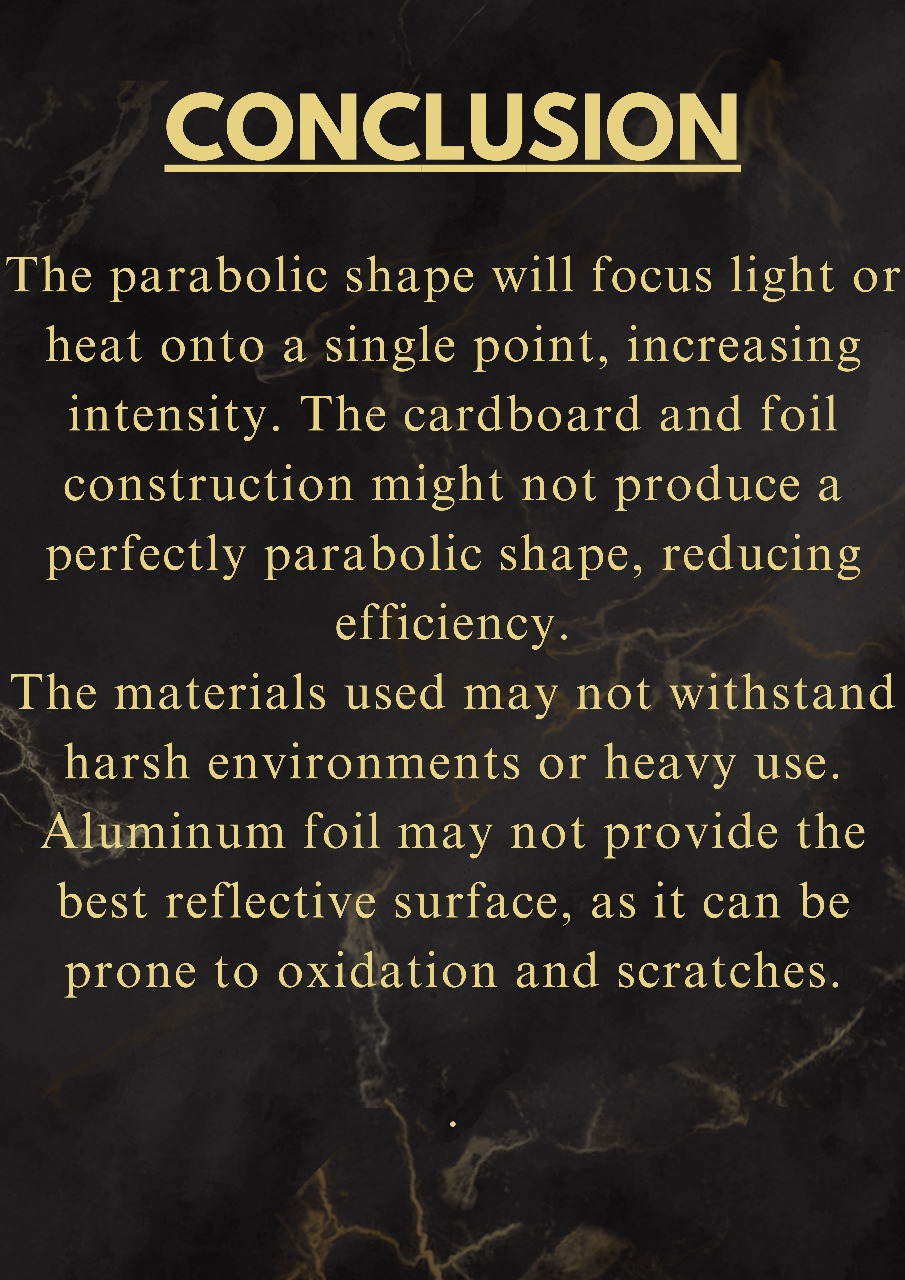 CONCLUSION
The parabolic shape will focus light or
heat onto a single point, increasing
intensity. The cardboard and foil
construction might not produce a
perfectly parabolic shape, reducing
efficiency.
The materials used may not withstand
harsh environments or heavy use.
Aluminum foil may not provide the
best reflective surface, as it can be
prone to oxidation and scratches.
.